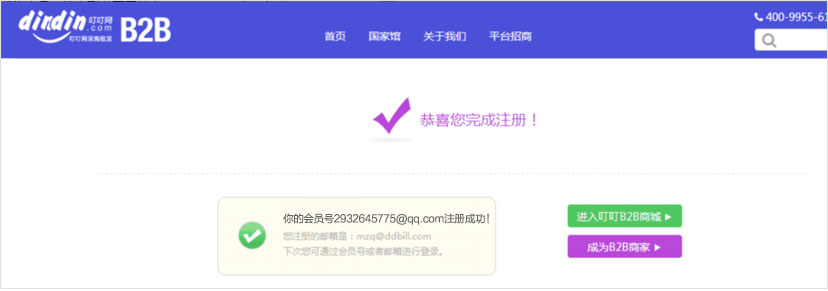 dindin 叮叮网
.com
叮叮网采购批发
B2B
首页 国家馆 关于我们 平台招商
400-9955-61
恭喜您完成注册！
你的会员号2932645775@qq.com注册成功！
您注册的邮箱是：mzq@ddbill.com
下次您可通过会员号或者邮箱进行登录。
进入叮叮B2B商城
成为B2B商家